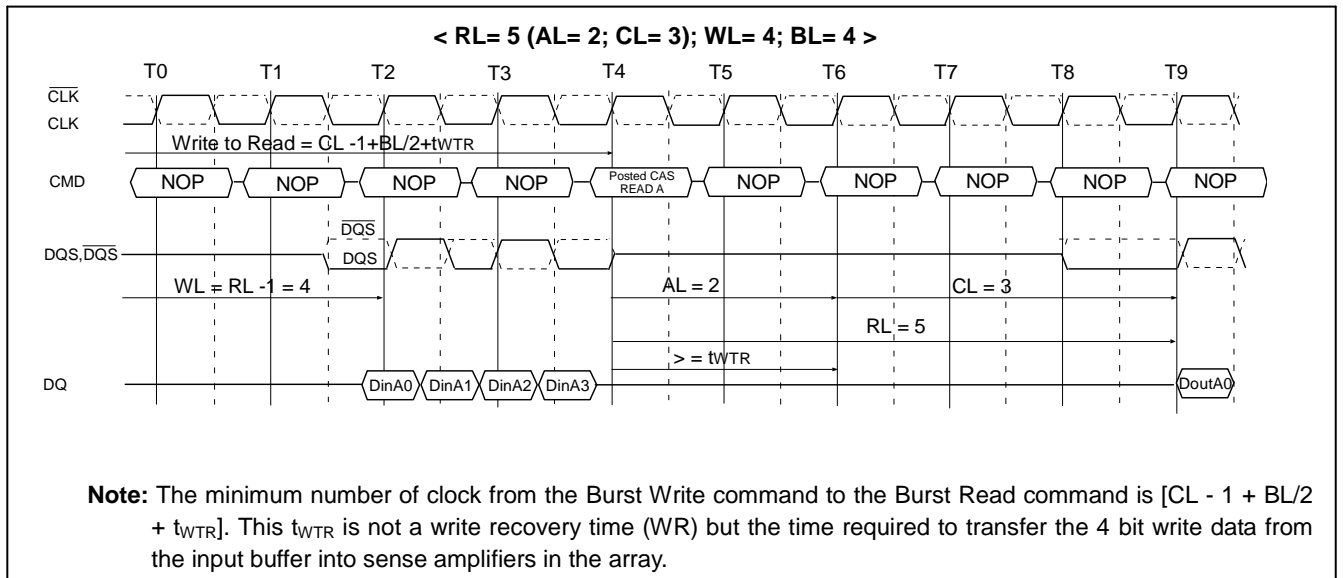 < RL= 5 (AL= 2; CL= 3); WL= 4; BL= 4 >
T0 T1 T2 T3 T4 T5 T6 T7 T8 T9
CLK
CLK
Write to Read = CL -1+BL/2+tWTR
CMD NOP NOP NOP NOP Posted CAS READ A NOP NOP NOP NOP NOP
DQS
DQS,DQS DQS
WL = RL -1 = 4 AL = 2 CL = 3
RL = 5
> = tWTR
DQ DinA0 DinA1 DinA2 DinA3 DoutA0
Note: The minimum number of clock from the Burst Write command to the Burst Read command is [CL - 1 + BL/2
+ tWTR]. This tWTR is not a write recovery time (WR) but the time required to transfer the 4 bit write data from
the input buffer into sense amplifiers in the array.